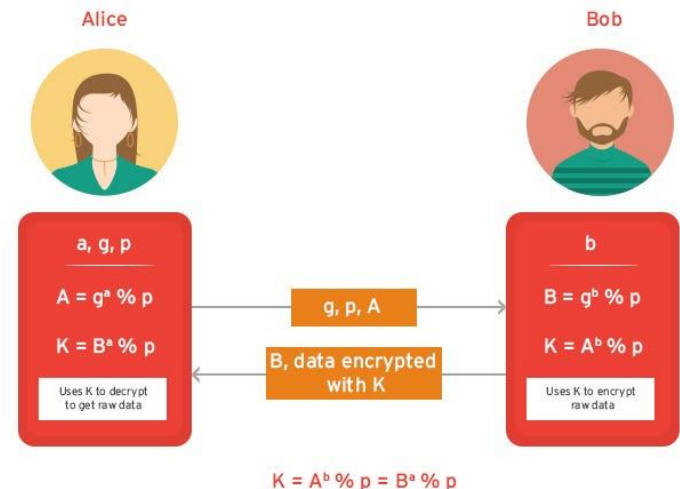 Alice
Bob
a, g, p
A = gᵃ % p
K = Bᵃ % p
Uses K to decrypt
to get raw data
g, p, A
B, data encrypted
with K
b
B = gᵇ % p
K = Aᵇ % p
Uses K to encrypt
raw data
K = Aᵇ % p = Bᵃ % p